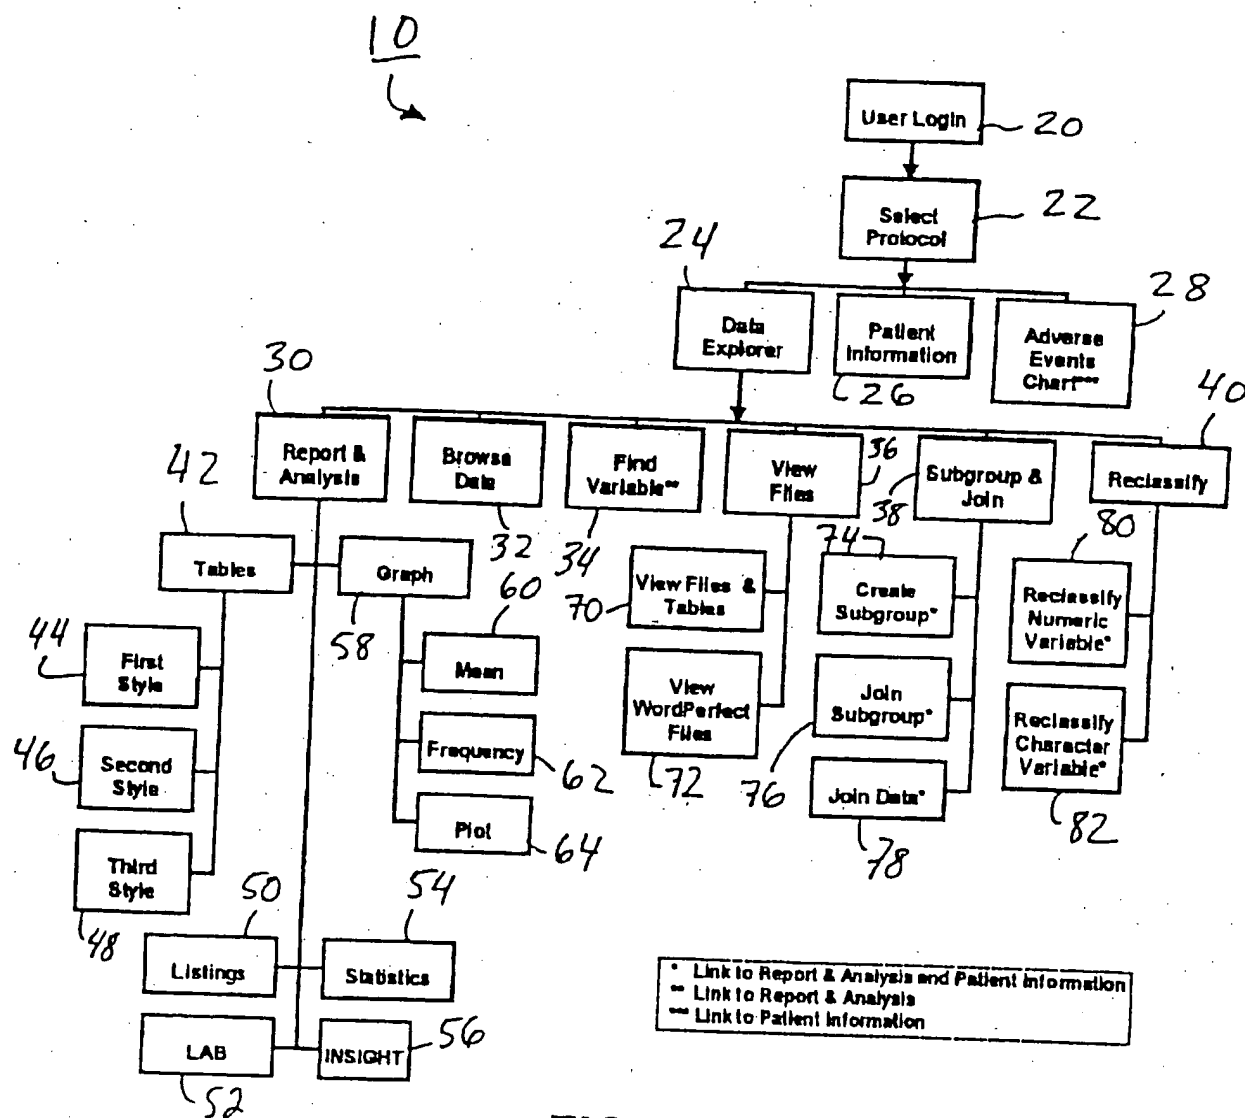 10
User Login
20
Select
Protocol
22
24
Data
Explorer
Patient
Information
26
Adverse
Events
Chart***
28
30
Report &
Analysis
Browse
Data
32
Find
Variable**
34
View
Files
36
Subgroup &
Join
38
Reclassify
40
42
Tables
Graph
58
44
First
Style
46
Second
Style
Third
Style
48
60
Mean
Frequency
62
Plot
64
View Files &
Tables
70
View
WordPerfect
Files
72
74
Create
Subgroup*
Join
Subgroup*
76
Join Data*
78
80
Reclassify
Numeric
Variable*
Reclassify
Character
Variable*
82
50
Listings
54
Statistics
LAB
52
INSIGHT
56
* Link to Report & Analysis and Patient Information
** Link to Report & Analysis
*** Link to Patient Information